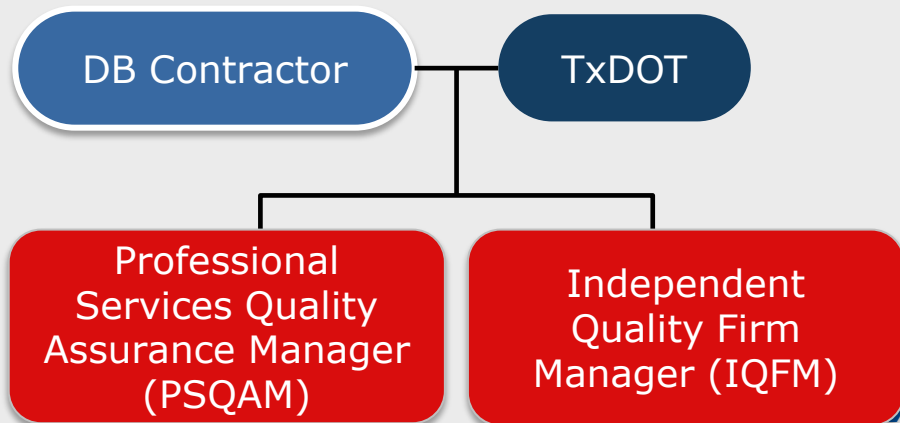 DB Contractor
TxDOT
Professional
Services Quality
Assurance Manager
(PSQAM)
Independent
Quality Firm
Manager (IQFM)